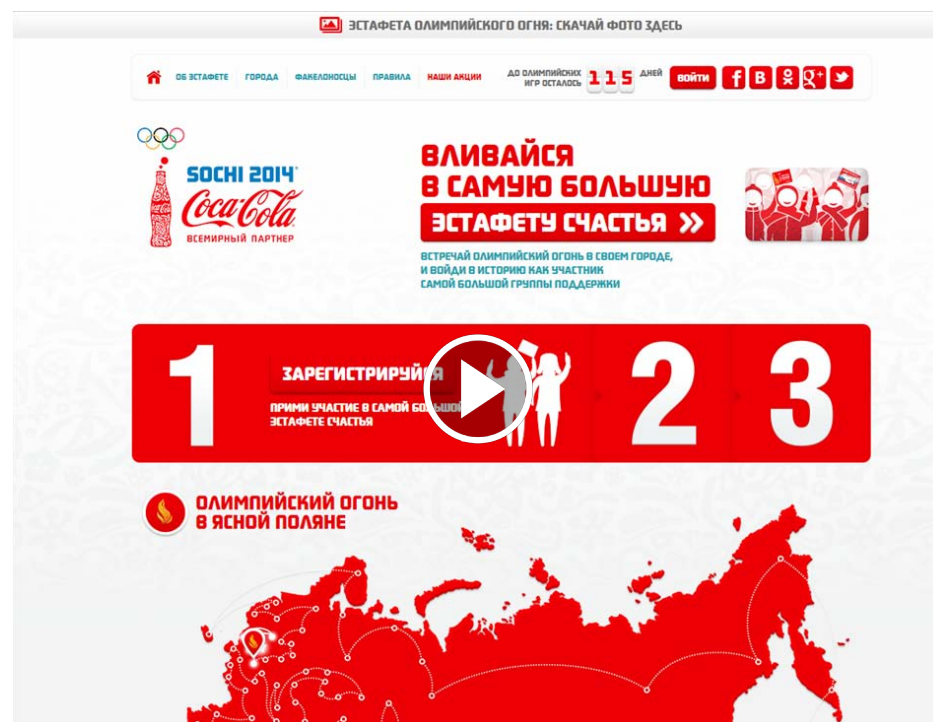 ЭСТАФЕТА ОЛИМПИЙСКОГО ОГНЯ: СКАЧАЙ ФОТО ЗДЕСЬ
ОБ ЭСТАФЕТЕ ГОРОДА ФАКЕЛОНОСЦЫ ПРАВИЛА НАШИ АКЦИИ
ДО ОЛИМПИЙСКИХ
ИГР ОСТАЛОСЬ
115 ДНЕЙ
ВОЙТИ
SOCHI 2014
Coca-Cola
ВСЕМИРНЫЙ ПАРТНЕР
ВЛИВАЙСЯ
В САМУЮ БОЛЬШУЮ
ЭСТАФЕТУ СЧАСТЬЯ
ВСТРЕЧАЙ ОЛИМПИЙСКИЙ ОГОНЬ В СВОЕМ ГОРОДЕ,
И ВОЙДИ В ИСТОРИЮ КАК УЧАСТНИК
САМОЙ БОЛЬШОЙ ГРУППЫ ПОДДЕРЖКИ
1
ЗАРЕГИСТРИРУЙСЯ
ПРИМИ УЧАСТИЕ В САМОЙ БОЛЬШОЙ
ЭСТАФЕТЕ СЧАСТЬЯ
2
3
ОЛИМПИЙСКИЙ ОГОНЬ
В ЯСНОЙ ПОЛЯНЕ